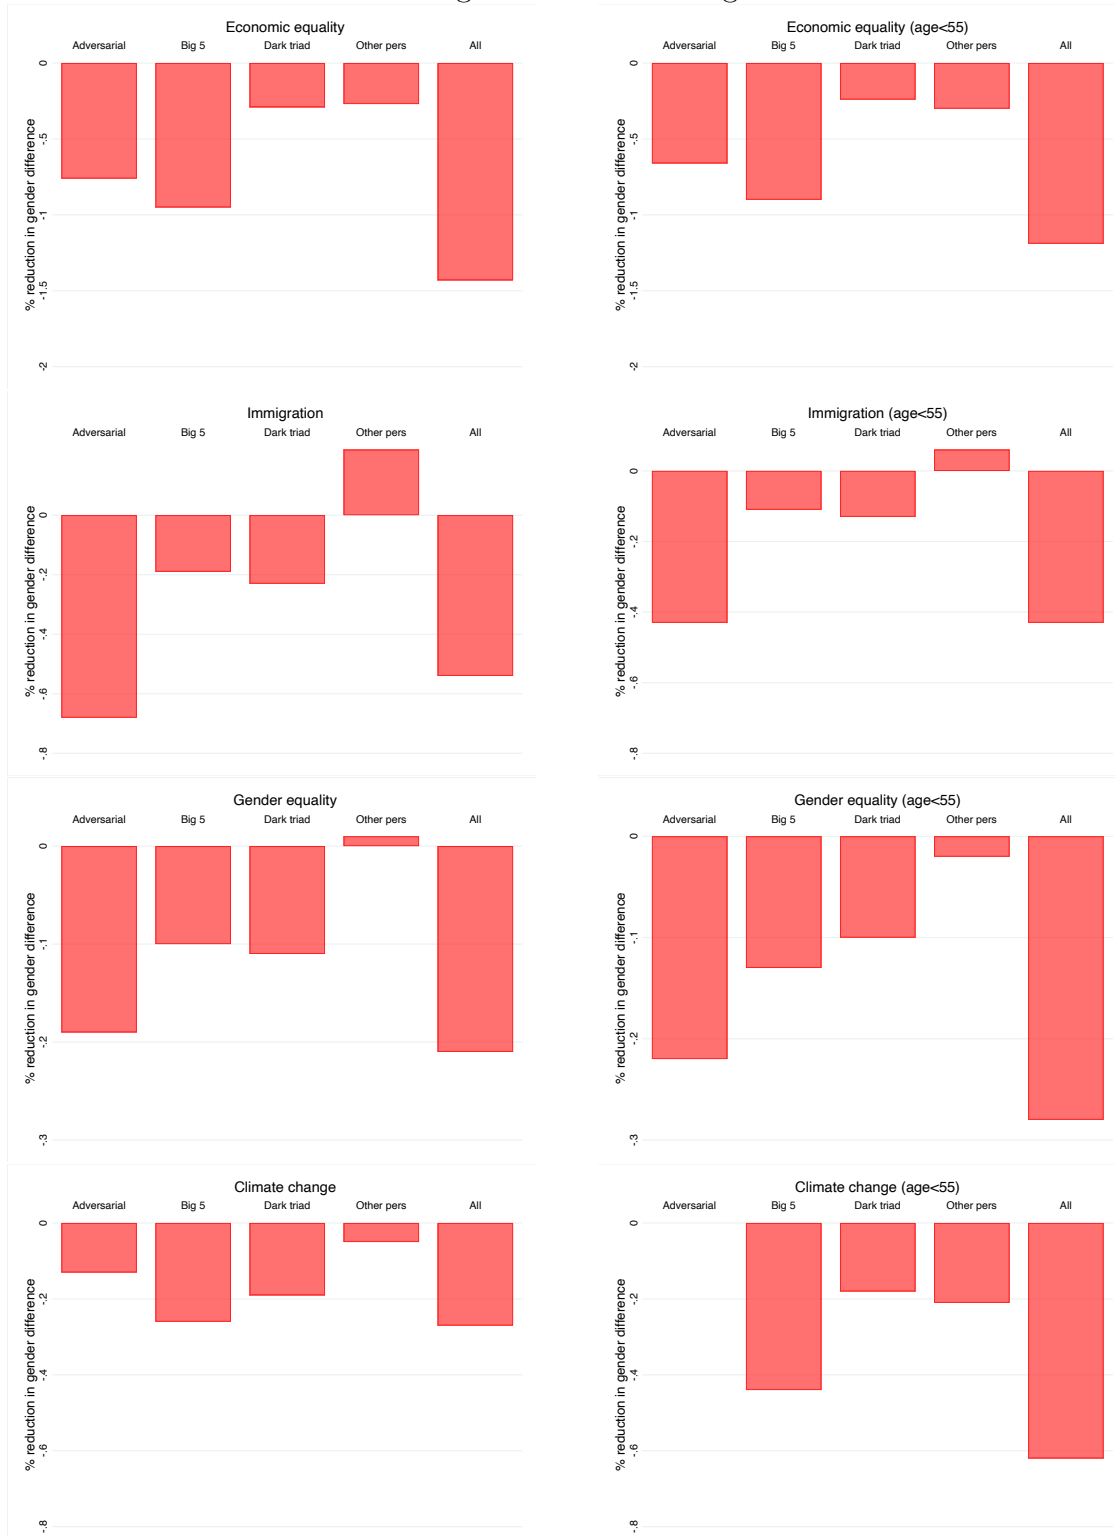 Economic equality
Adversarial Big 5 Dark triad Other pers All
% reduction in gender difference
0
-.5
-1
-1.5
-2
Economic equality (age<55)
Adversarial Big 5 Dark triad Other pers All
% reduction in gender difference
0
-.5
-1
-1.5
-2
Immigration
Adversarial Big 5 Dark triad Other pers All
% reduction in gender difference
0
-.2
-.4
-.6
-.8
Immigration (age<55)
Adversarial Big 5 Dark triad Other pers All
% reduction in gender difference
0
-.2
-.4
-.6
-.8
Gender equality
Adversarial Big 5 Dark triad Other pers All
% reduction in gender difference
0
-.1
-.2
-.3
Gender equality (age<55)
Adversarial Big 5 Dark triad Other pers All
% reduction in gender difference
0
-.1
-.2
-.3
Climate change
Adversarial Big 5 Dark triad Other pers All
% reduction in gender difference
0
-.2
-.4
-.6
-.8
Climate change (age<55)
Adversarial Big 5 Dark triad Other pers All
% reduction in gender difference
0
-.2
-.4
-.6
-.8